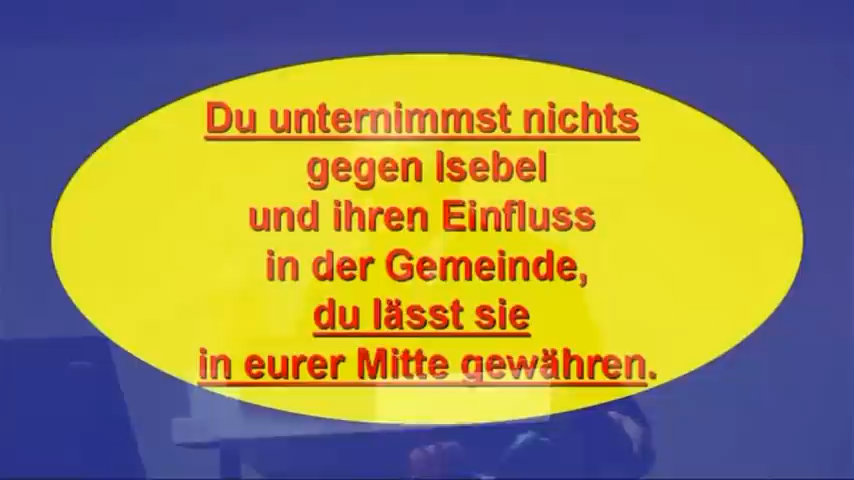 Du unternimmst nichts
gegen Isebel
und ihren Einfluss
in der Gemeinde,
du lässt sie
in eurer Mitte gewähren.